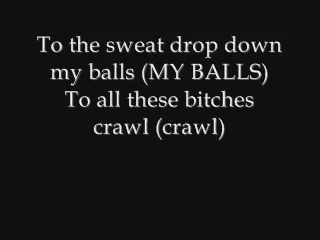 To the sweat drop down
my balls (MY BALLS)
To all these bitches
crawl (crawl)